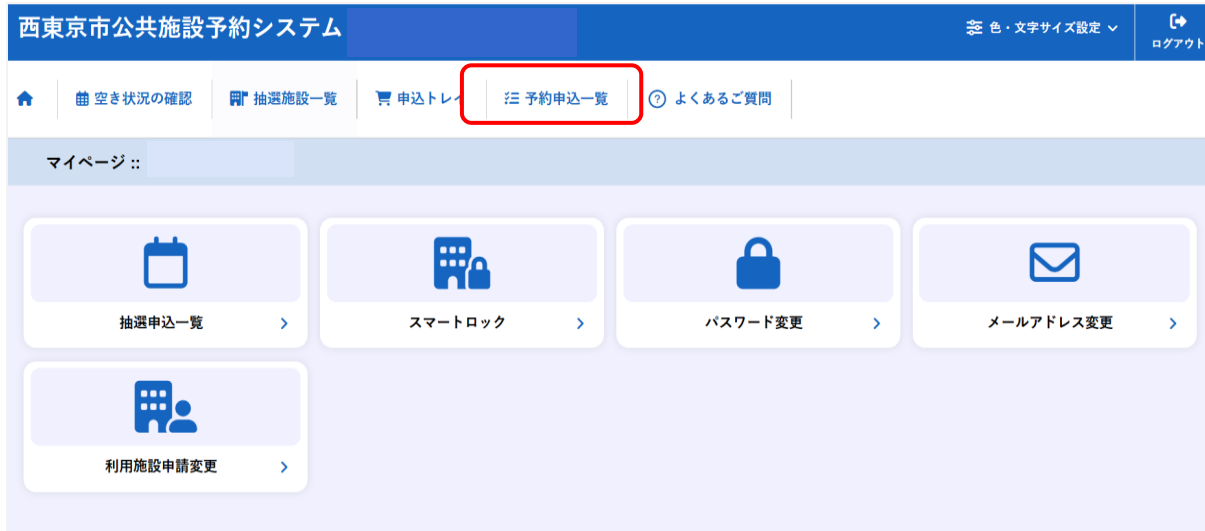 西東京市公共施設予約システム
色・文字サイズ設定
ログアウト
空き状況の確認
抽選施設一覧
申込トレイ
予約申込一覧
よくあるご質問
マイページ ::
抽選申込一覧
スマートロック
パスワード変更
メールアドレス変更
利用施設申請変更